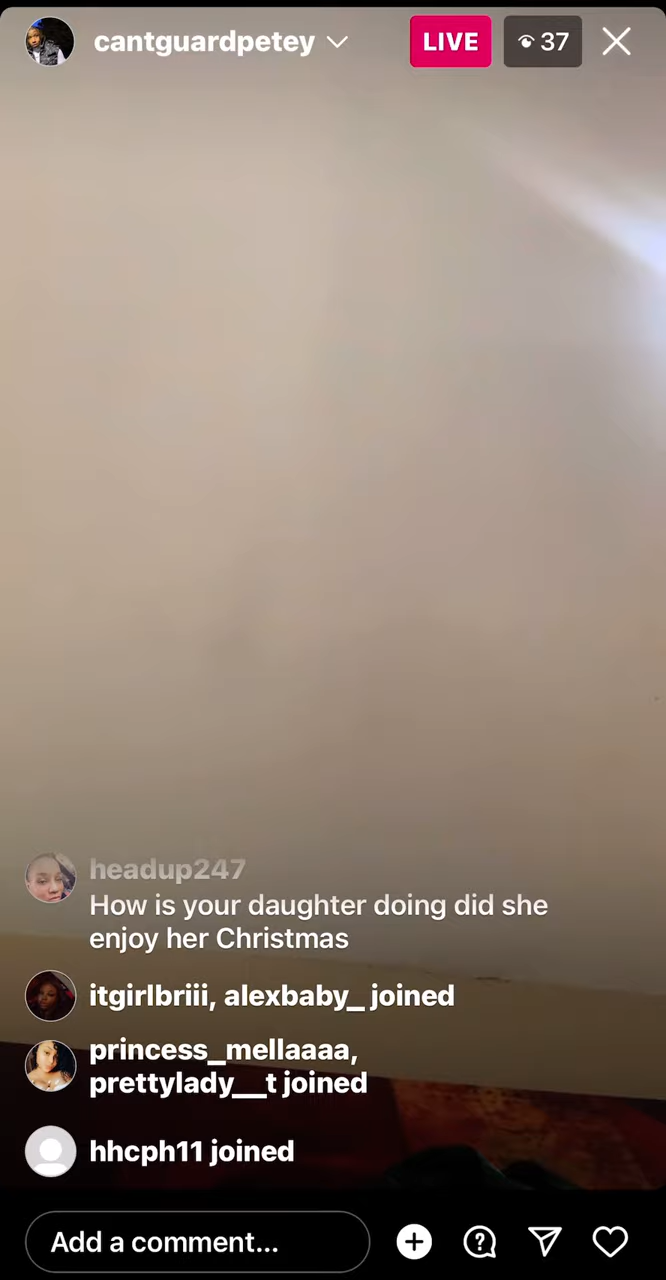 cantguardpetey
LIVE
37
headup247
How is your daughter doing did she
enjoy her Christmas
itgirlbriii, alexbaby_ joined
princess_mellaaaa,
prettylady__t joined
hhcph11 joined
Add a comment...